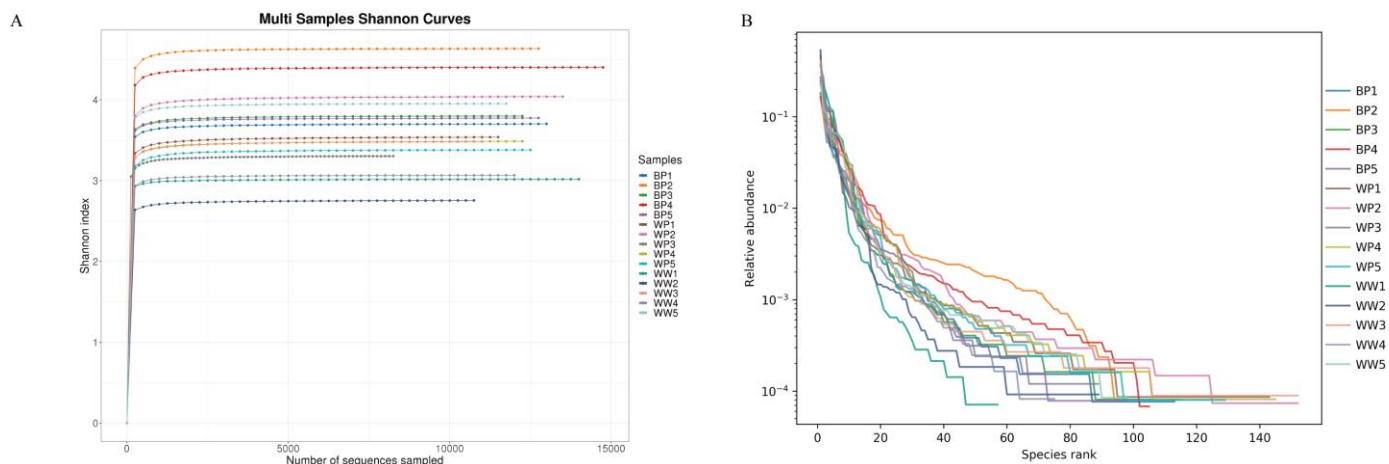 A
Multi Samples Shannon Curves
Shannon index
4
3
2
1
0
0
5000
10000
15000
Number of sequences sampled
Samples
BP1
BP2
BP3
BP4
BP5
WP1
WP2
WP3
WP4
WP5
WW1
WW2
WW3
WW4
WW5
B
Relative abundance
10⁻¹
10⁻²
10⁻³
10⁻⁴
0
20
40
60
80
100
120
140
Species rank
BP1
BP2
BP3
BP4
BP5
WP1
WP2
WP3
WP4
WP5
WW1
WW2
WW3
WW4
WW5